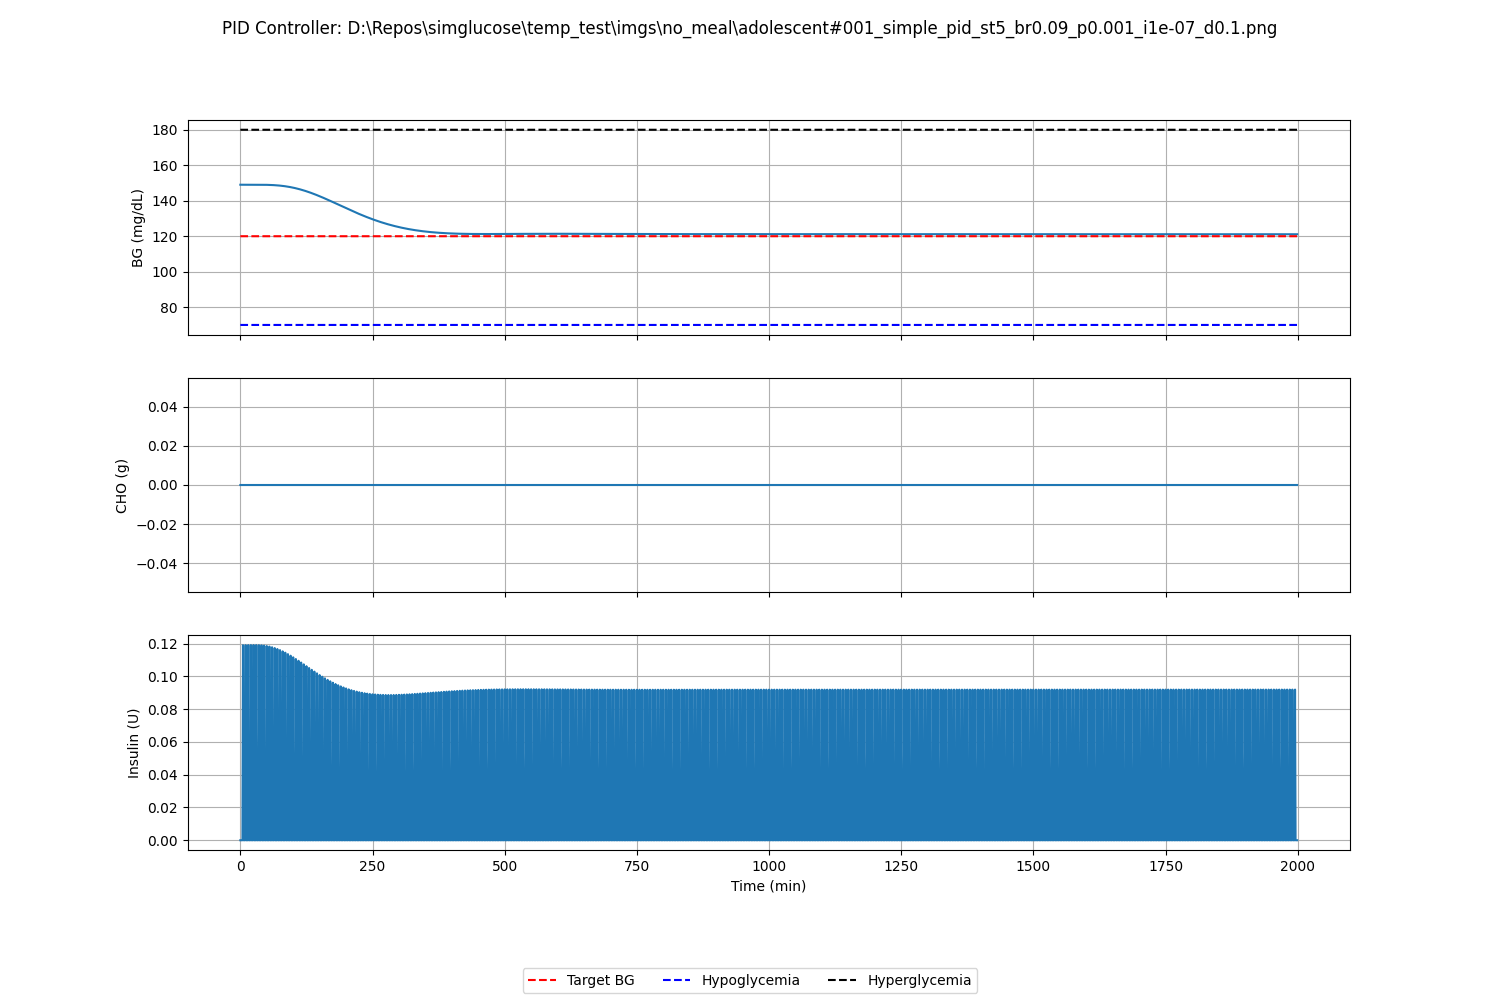 PID Controller: D:\Repos\simglucose\temp_test\imgs\no_meal\adolescent#001_simple_pid_st5_br0.09_p0.001_i1e-07_d0.1.png
180
160
140
120
100
80
BG (mg/dL)
0.04
0.02
0.00
−0.02
−0.04
CHO (g)
0.12
0.10
0.08
0.06
0.04
0.02
0.00
Insulin (U)
0 250 500 750 1000 1250 1500 1750 2000
Time (min)
Target BG Hypoglycemia Hyperglycemia